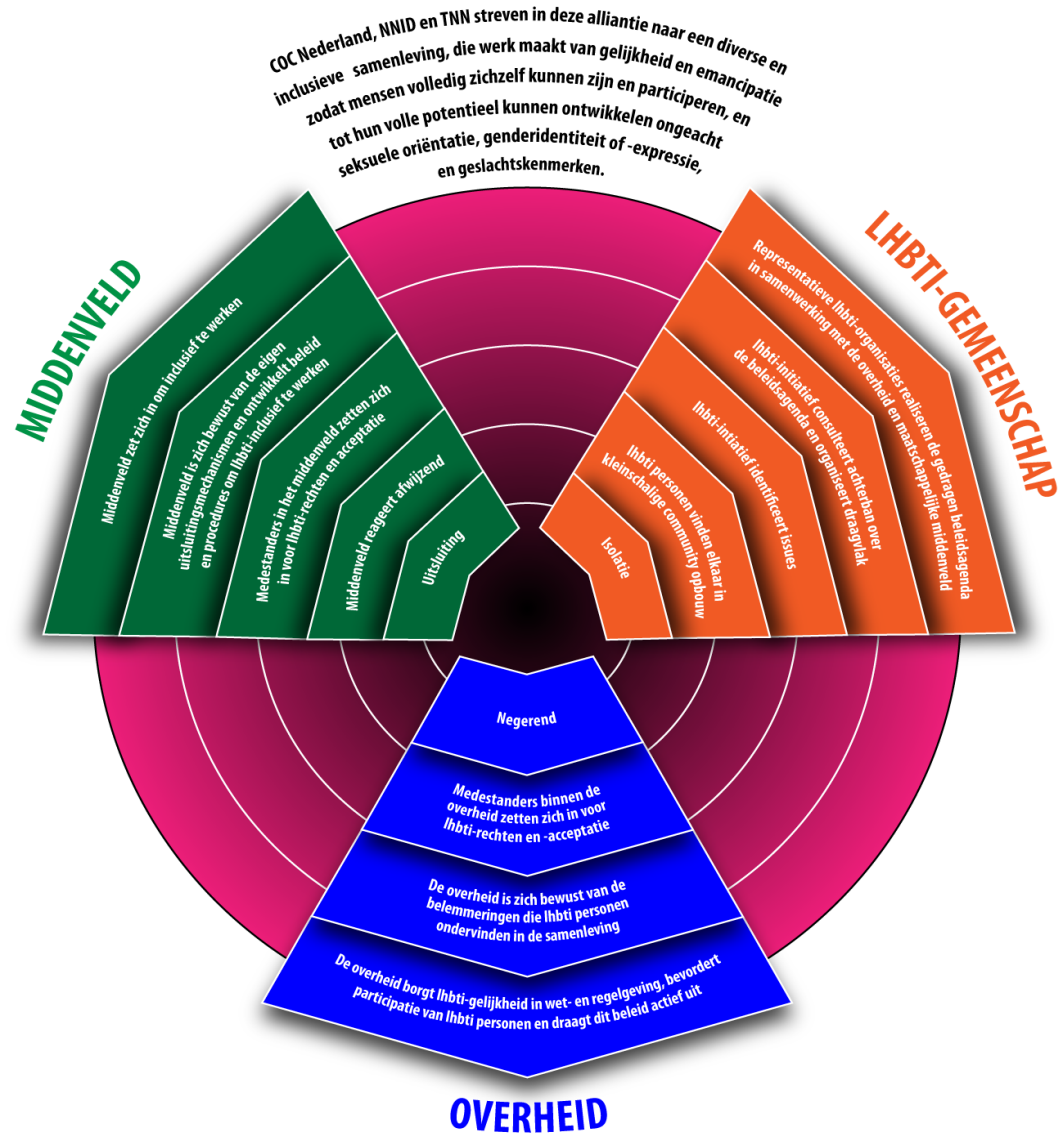 COC Nederland, NNID en TNN streven in deze alliantie naar een diverse en
inclusieve samenleving, die werk maakt van gelijkheid en emancipatie
zodat mensen volledig zichzelf kunnen zijn en participeren, en
tot hun volle potentieel kunnen ontwikkelen ongeacht
seksuele oriëntatie, genderidentiteit of -expressie,
en geslachtskenmerken.
MIDDENVELD
Middenveld zet zich in om inclusief te werken
Middenveld is zich bewust van de eigen
uitsluitingsmechanismen en ontwikkelt beleid
en procedures om lhbti-inclusief te werken
Medestanders in het middenveld zetten zich
in voor lhbti-rechten en acceptatie
Middenveld reageert afwijzend
Uitsluiting
LHBTI-GEMEENSCHAP
Representatieve lhbti-organisaties realiseren de gedragen beleidsagenda
in samenwerking met de overheid en maatschappelijke middenveld
lhbti-initiatief consulteert achterban over
de beleidsagenda en organiseert draagvlak
lhbti-intiatief identificeert issues
lhbti personen vinden elkaar in
kleinschalige community opbouw
Isolatie
Negerend
Medestanders binnen de
overheid zetten zich in voor
lhbti-rechten en -acceptatie
De overheid is zich bewust van de
belemmeringen die lhbti personen
ondervinden in de samenleving
De overheid borgt lhbti-gelijkheid in wet- en regelgeving, bevordert
participatie van lhbti personen en draagt dit beleid actief uit
OVERHEID